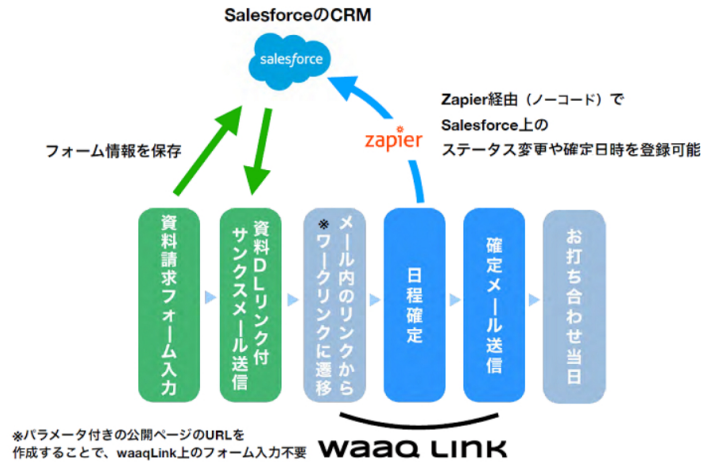 SalesforceのCRM
salesforce
Zapier経由（ノーコード）で
Salesforce上の
ステータス変更や確定日時を登録可能
zapier
フォーム情報を保存
資料請求フォーム入力
資料DLリンク付
サンクスメール送信
メール内のリンクから
※ワークリンクに遷移
日程確定
確定メール送信
お打ち合わせ当日
※パラメータ付きの公開ページのURLを
作成することで、waaqLink上のフォーム入力不要
waaq LINK